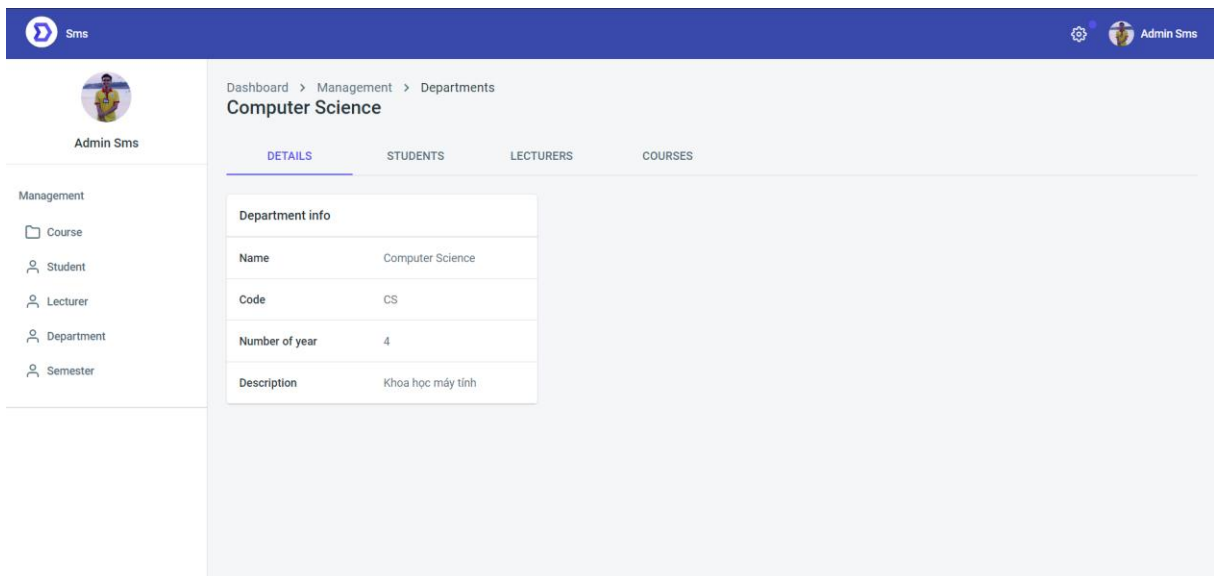 Sms
Admin Sms
Admin Sms
Management
Course
Student
Lecturer
Department
Semester
Dashboard > Management > Departments
Computer Science
DETAILS STUDENTS LECTURERS COURSES
Department info
Name Computer Science
Code CS
Number of year 4
Description Khoa học máy tính